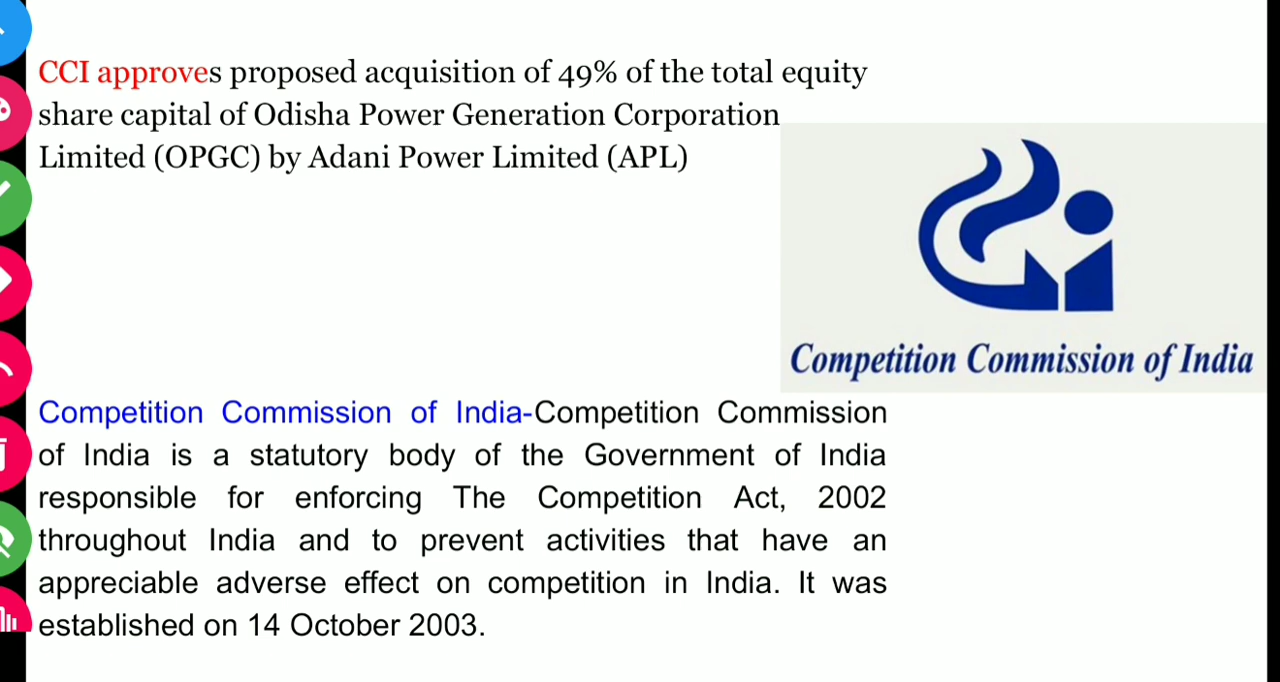 CCI approves proposed acquisition of 49% of the total equity
share capital of Odisha Power Generation Corporation
Limited (OPGC) by Adani Power Limited (APL)
Competition Commission of India
Competition Commission of India-Competition Commission
of India is a statutory body of the Government of India
responsible for enforcing The Competition Act, 2002
throughout India and to prevent activities that have an
appreciable adverse effect on competition in India. It was
established on 14 October 2003.